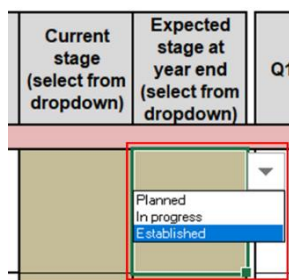 Current
stage
(select from
dropdown)
Expected
stage at
year end
(select from
dropdown)
Q1
Planned
In progress
Established